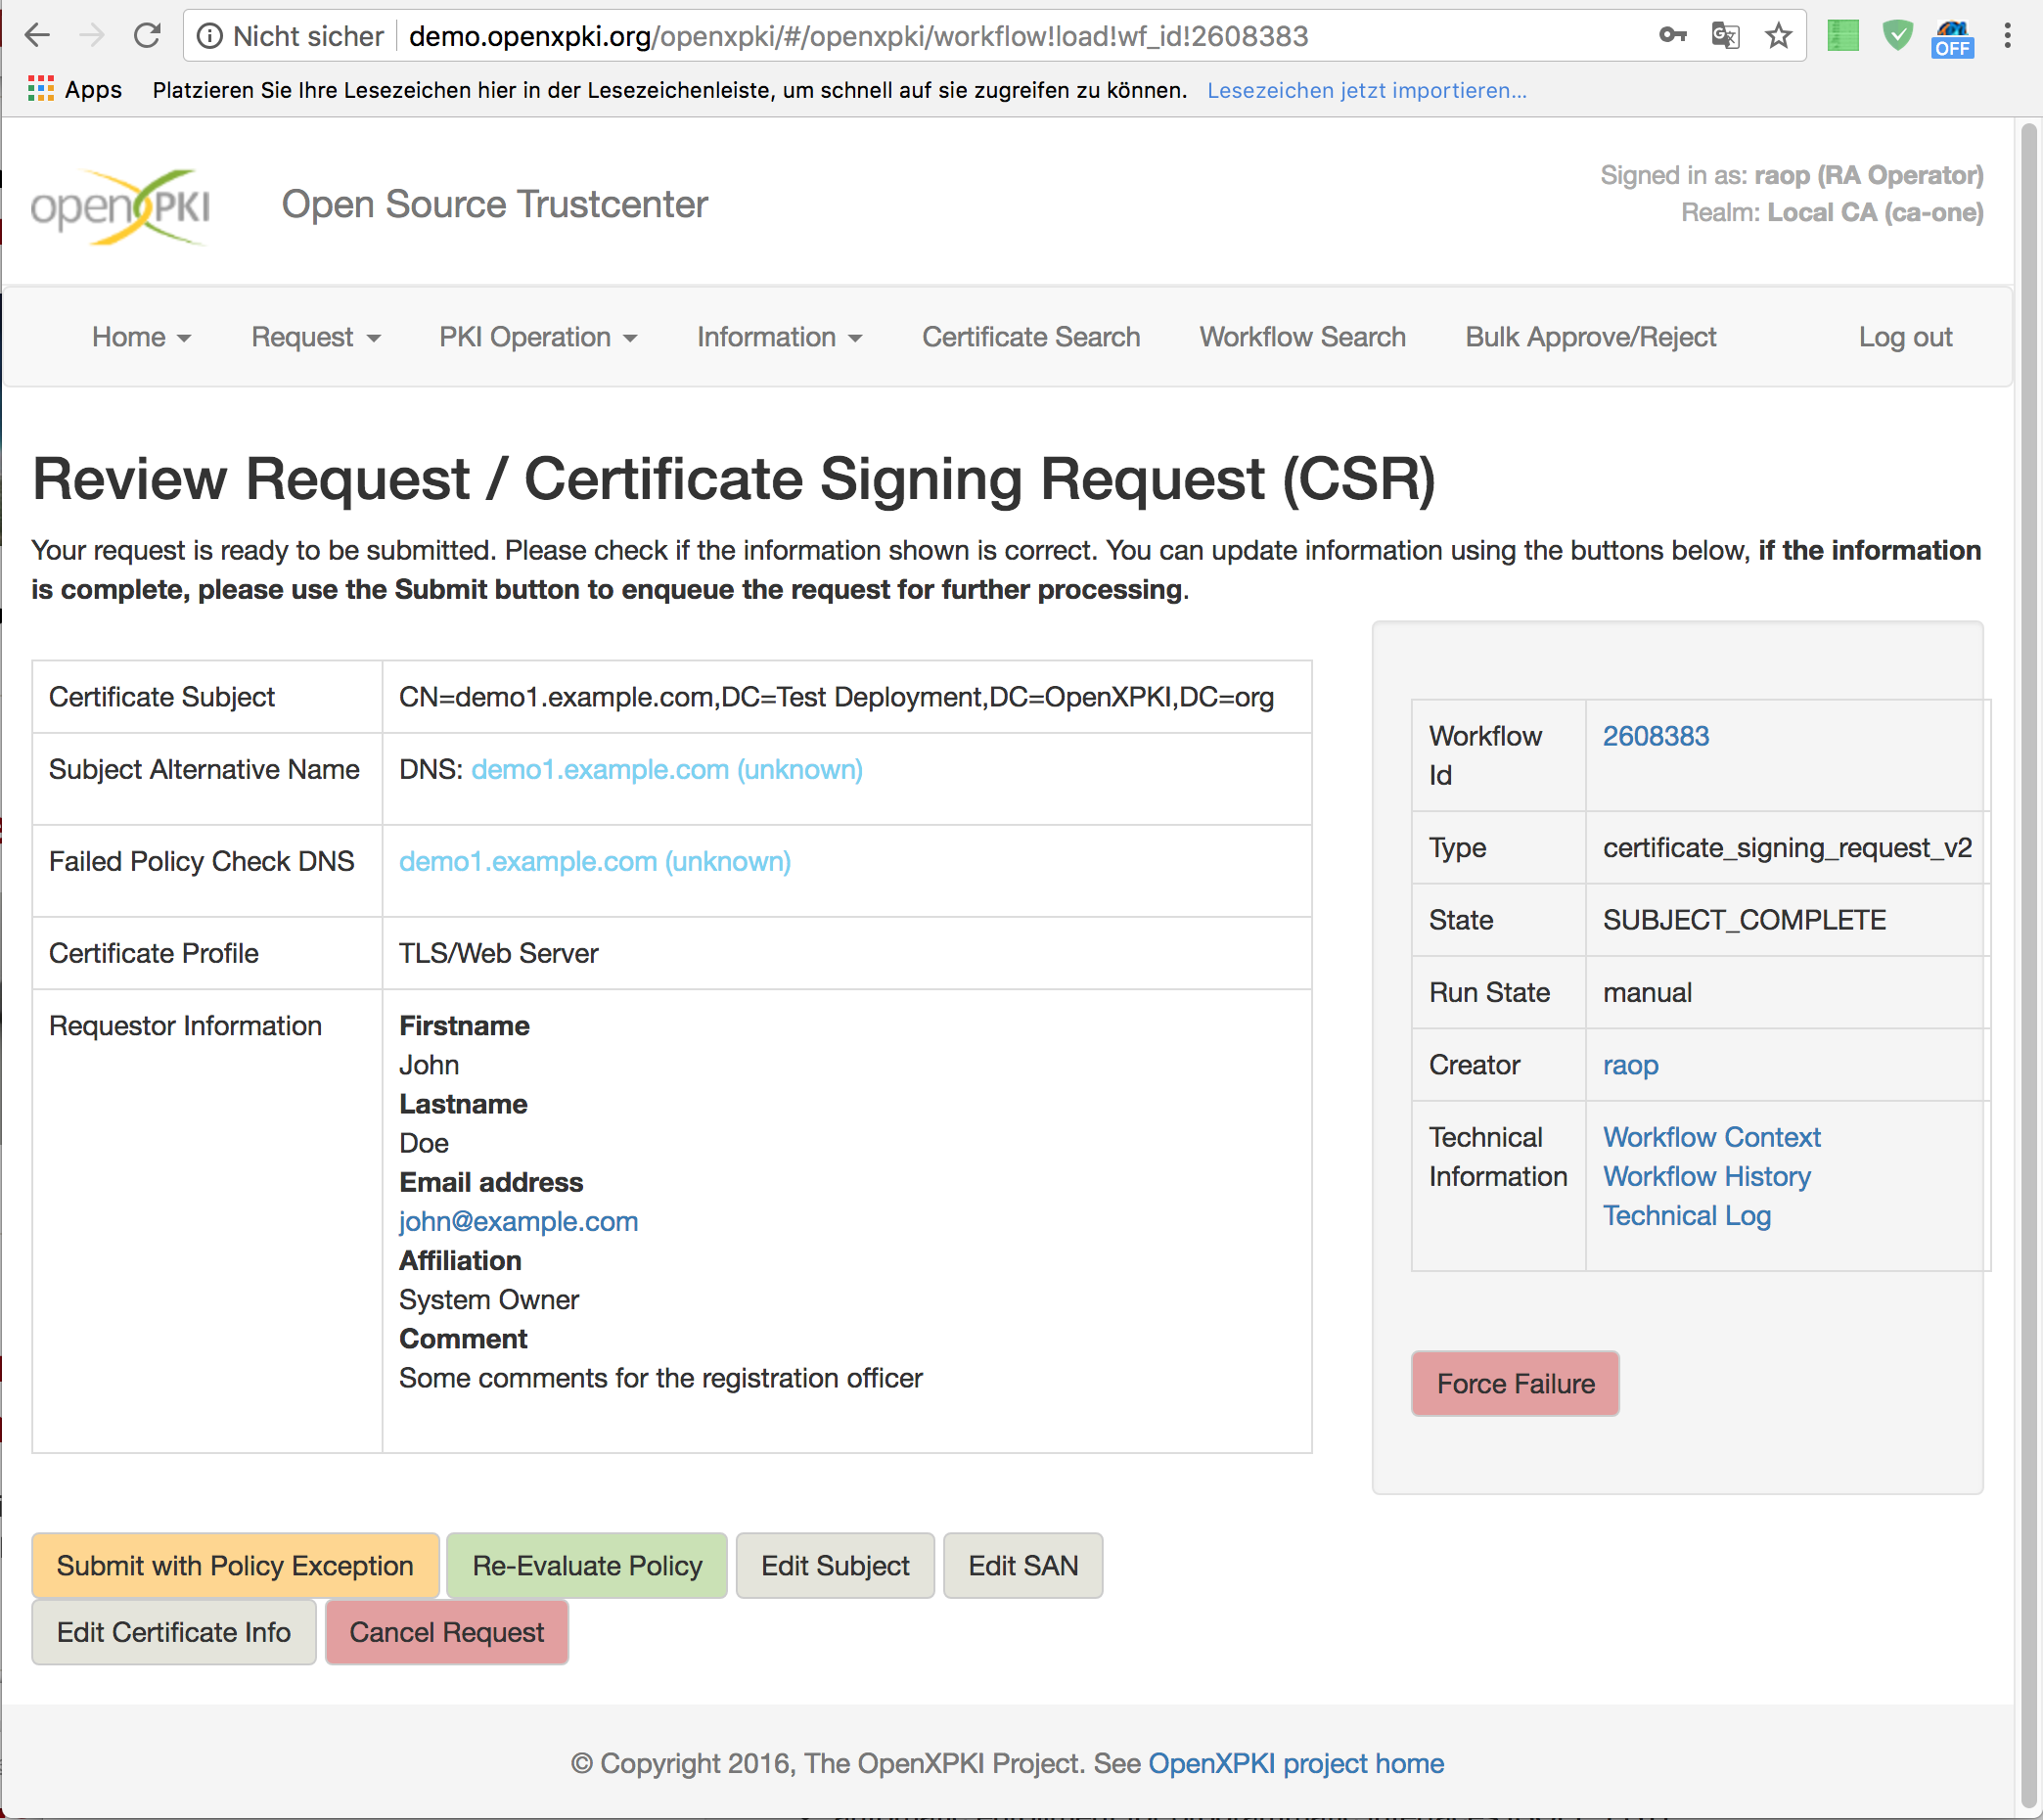 Nicht sicher demo.openxpki.org/openxpki/#/openxpki/workflow!load!wf_id!2608383
OFF
Apps Platzieren Sie Ihre Lesezeichen hier in der Lesezeichenleiste, um schnell auf sie zugreifen zu können. Lesezeichen jetzt importieren...
openXPKI
Open Source Trustcenter
Signed in as: raop (RA Operator)
Realm: Local CA (ca-one)
Home Request PKI Operation Information Certificate Search Workflow Search Bulk Approve/Reject Log out
Review Request / Certificate Signing Request (CSR)
Your request is ready to be submitted. Please check if the information shown is correct. You can update information using the buttons below, if the information
is complete, please use the Submit button to enqueue the request for further processing.
Certificate Subject CN=demo1.example.com,DC=Test Deployment,DC=OpenXPKI,DC=org
Subject Alternative Name DNS: demo1.example.com (unknown)
Failed Policy Check DNS demo1.example.com (unknown)
Certificate Profile TLS/Web Server
Requestor Information Firstname
John
Lastname
Doe
Email address
john@example.com
Affiliation
System Owner
Comment
Some comments for the registration officer
Workflow 2608383
Id
Type certificate_signing_request_v2
State SUBJECT_COMPLETE
Run State manual
Creator raop
Technical Workflow Context
Information Workflow History
Technical Log
Force Failure
Submit with Policy Exception Re-Evaluate Policy Edit Subject Edit SAN
Edit Certificate Info Cancel Request
© Copyright 2016, The OpenXPKI Project. See OpenXPKI project home